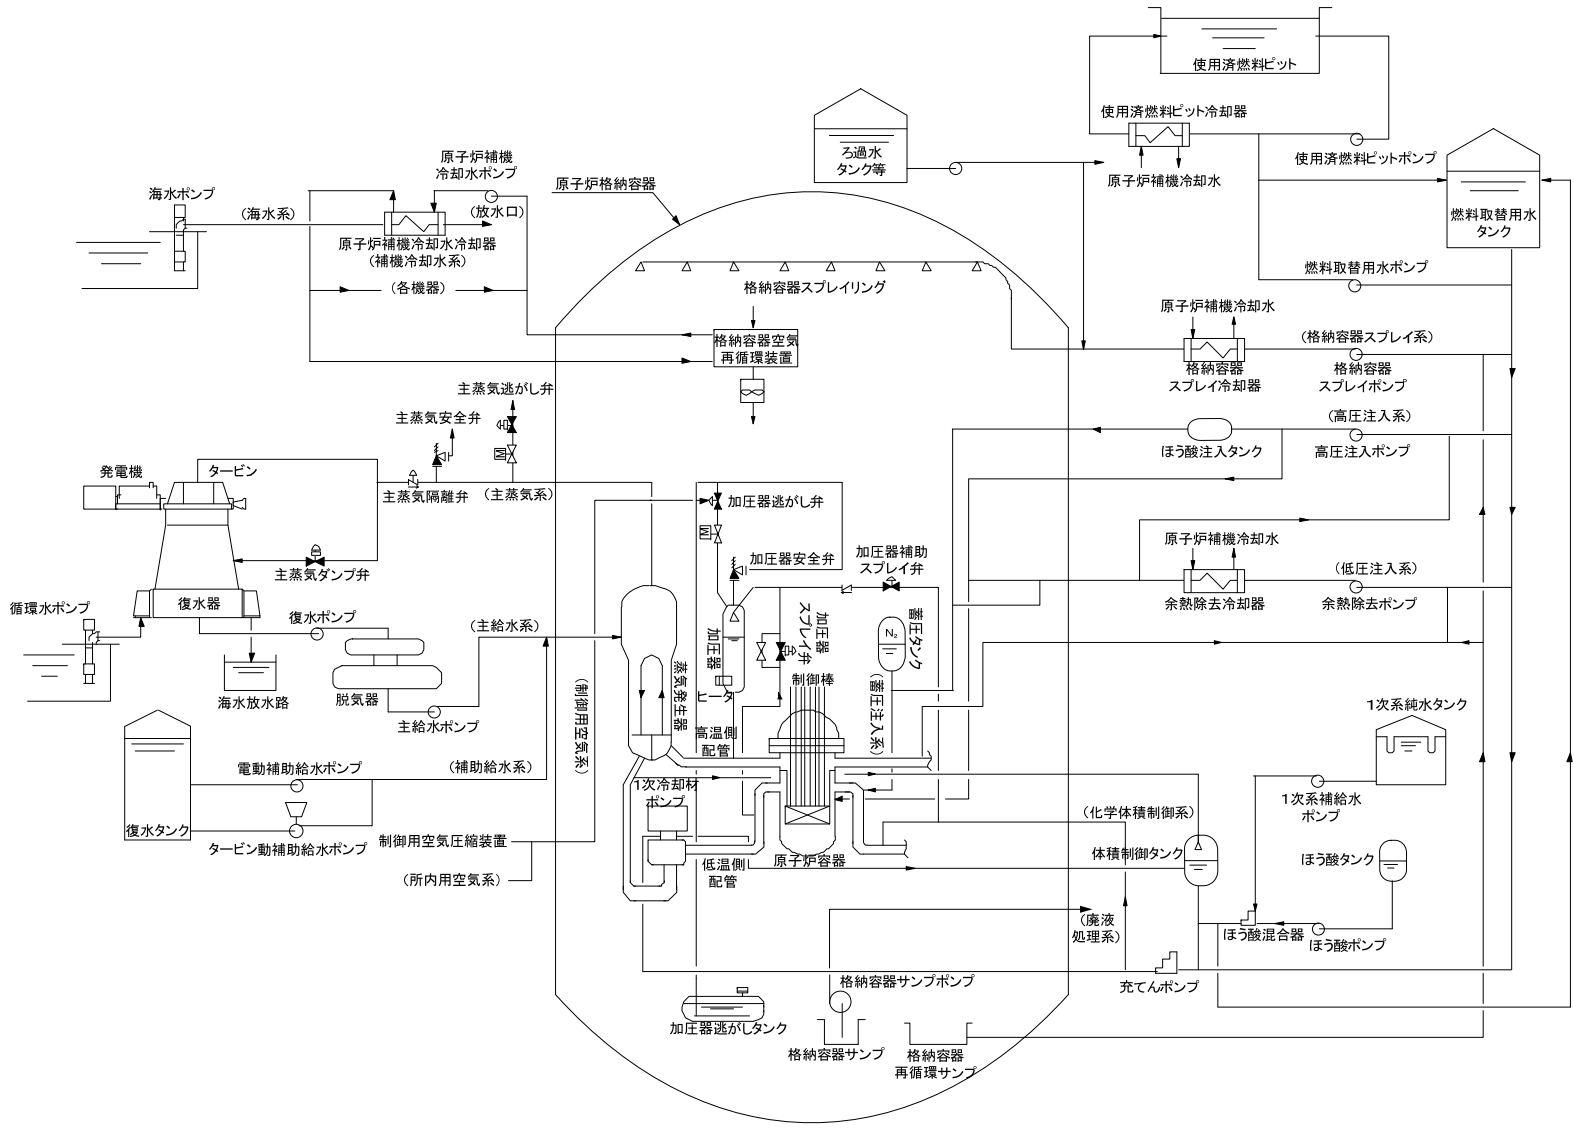 使用済燃料ピット
使用済燃料ピット冷却器
使用済燃料ピットポンプ
原子炉補機冷却水
ろ過水
タンク等
燃料取替用水
タンク
原子炉補機
冷却水ポンプ
海水ポンプ
(海水系)
(放水口)
原子炉格納容器
原子炉補機冷却水冷却器
(補機冷却水系)
(各機器)
格納容器スプレイリング
燃料取替用水ポンプ
原子炉補機冷却水
(格納容器スプレイ系)
格納容器空気
再循環装置
格納容器
スプレイ冷却器
格納容器
スプレイポンプ
主蒸気逃がし弁
主蒸気安全弁
M
(高圧注入系)
ほう酸注入タンク
高圧注入ポンプ
発電機
タービン
主蒸気隔離弁
(主蒸気系)
加圧器逃がし弁
M
原子炉補機冷却水
加圧器安全弁
加圧器補助
スプレイ弁
(低圧注入系)
主蒸気ダンプ弁
余熱除去冷却器
余熱除去ポンプ
循環水ポンプ
復水器
復水ポンプ
(主給水系)
加圧器
加圧器
スプレイ弁
N₂
蓄圧タンク
蒸気発生器
ヒータ
制御棒
(制御用空気系)
(蓄圧注入系)
海水放水路
脱気器
主給水ポンプ
高温側
配管
1次系純水タンク
電動補助給水ポンプ
(補助給水系)
1次冷却材
ポンプ
1次系補給水
ポンプ
(化学体積制御系)
復水タンク
タービン動補助給水ポンプ
制御用空気圧縮装置
(所内用空気系)
低温側
配管
原子炉容器
体積制御タンク
ほう酸タンク
(廃液
処理系)
ほう酸混合器
ほう酸ポンプ
充てんポンプ
格納容器サンプポンプ
加圧器逃がしタンク
格納容器サンプ
格納容器
再循環サンプ